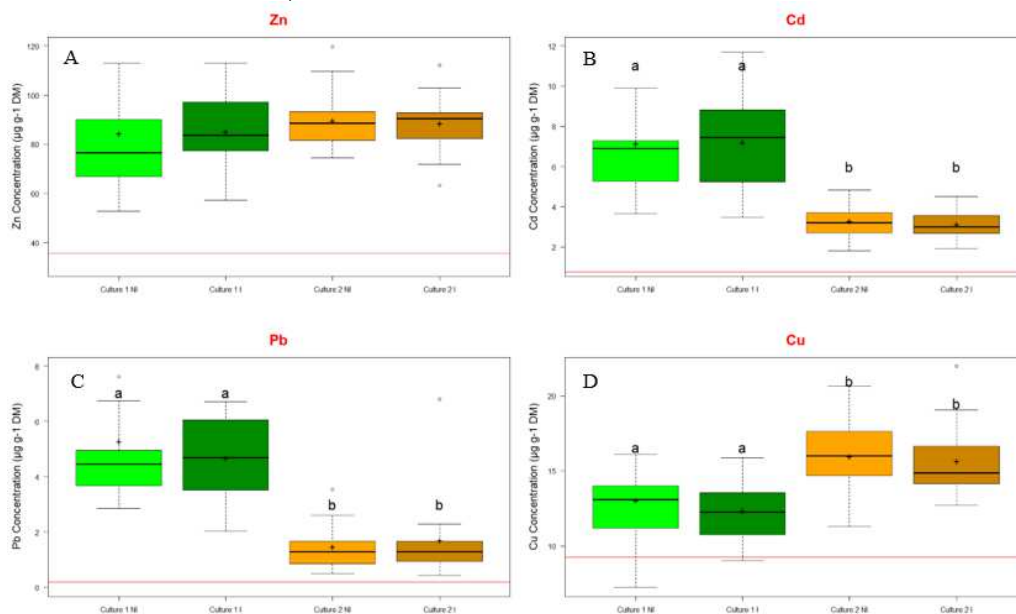 Zn
A
Zn Concentration (µg g-1 DM)
120
100
80
60
40
Culture 1 NI
Culture 1 I
Culture 2 NI
Culture 2 I
Cd
B
Cd Concentration (µg g-1 DM)
12
10
8
6
4
2
a
a
b
b
Culture 1 NI
Culture 1 I
Culture 2 NI
Culture 2 I
Pb
C
Pb Concentration (µg g-1 DM)
8
6
4
2
0
a
a
b
b
Culture 1 NI
Culture 1 I
Culture 2 NI
Culture 2 I
Cu
D
Cu Concentration (µg g-1 DM)
20
15
10
a
a
b
b
Culture 1 NI
Culture 1 I
Culture 2 NI
Culture 2 I